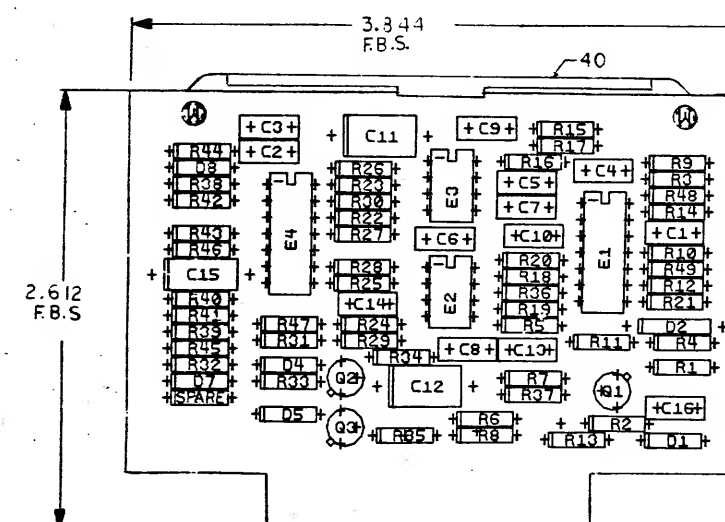 3.844
F.B.S.
40
2.612
F.B.S
W
W
C3
C2
C11
C9
R15
R17
R16
C4
R44
D8
R38
R42
R26
R23
R30
R22
R27
E4
E3
C5
C7
E1
R9
R3
R48
R14
C1
R43
R46
C6
C10
R10
R49
R12
R21
C15
R28
R25
C14
E2
R20
R18
R36
R19
R5
R40
R41
R39
R45
R32
D7
SPARE
R47
R31
R24
R29
R34
C8
C13
R11
D2
R4
D4
R33
Q2
C12
R7
R37
Q1
R1
D5
Q3
R6
R8
R2
R13
C16
D1